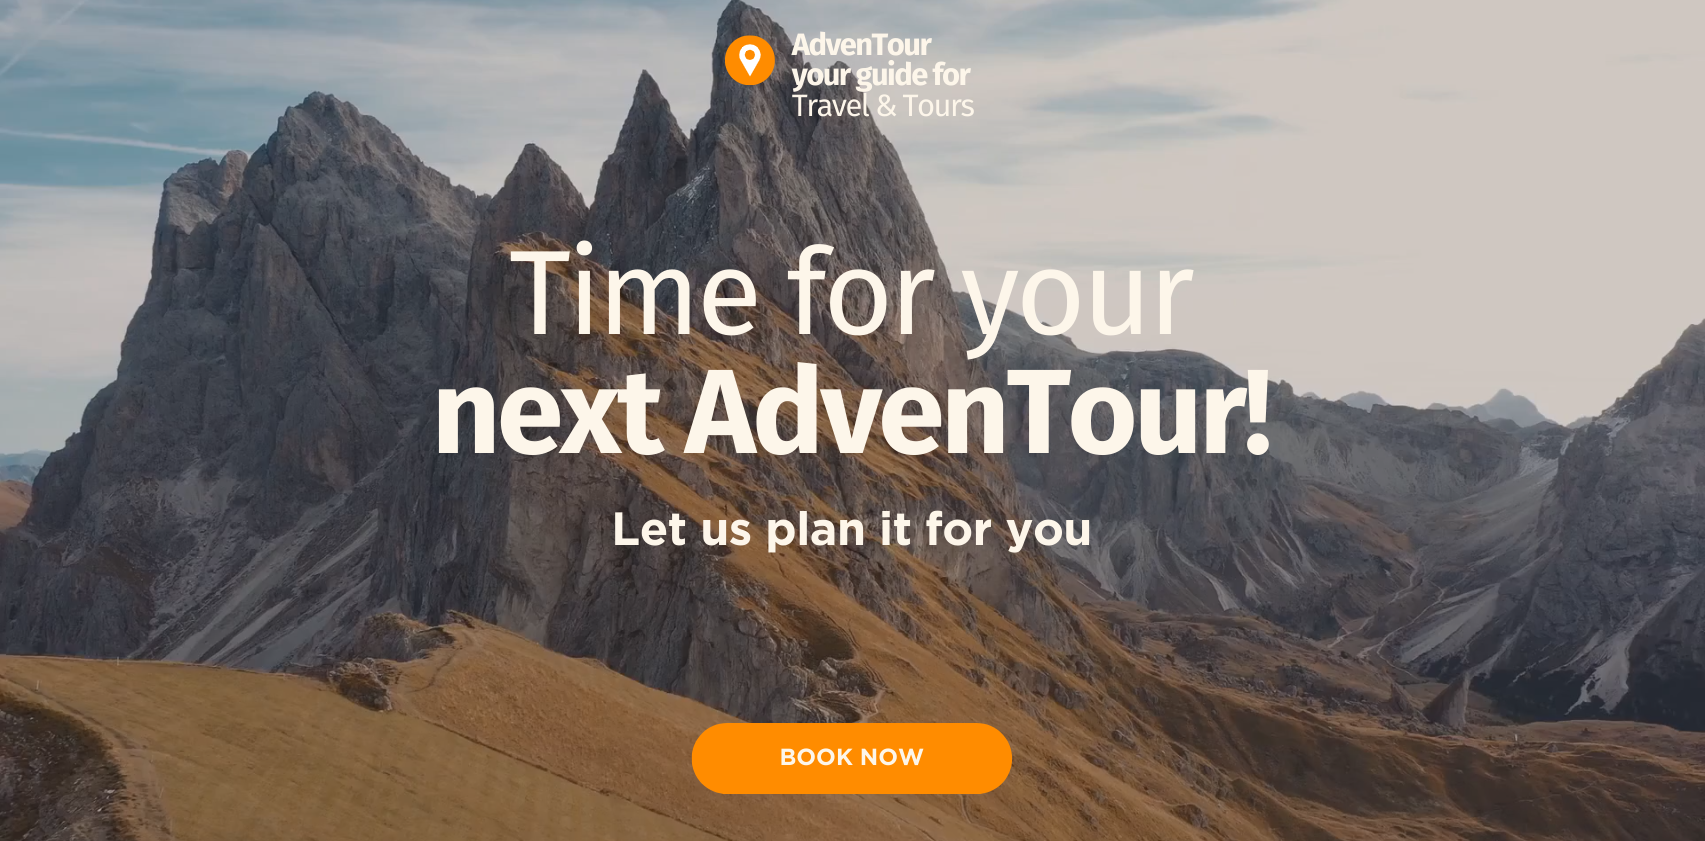 AdvenTour
your guide for
Travel & Tours
Time for your
next AdvenTour!
Let us plan it for you
BOOK NOW